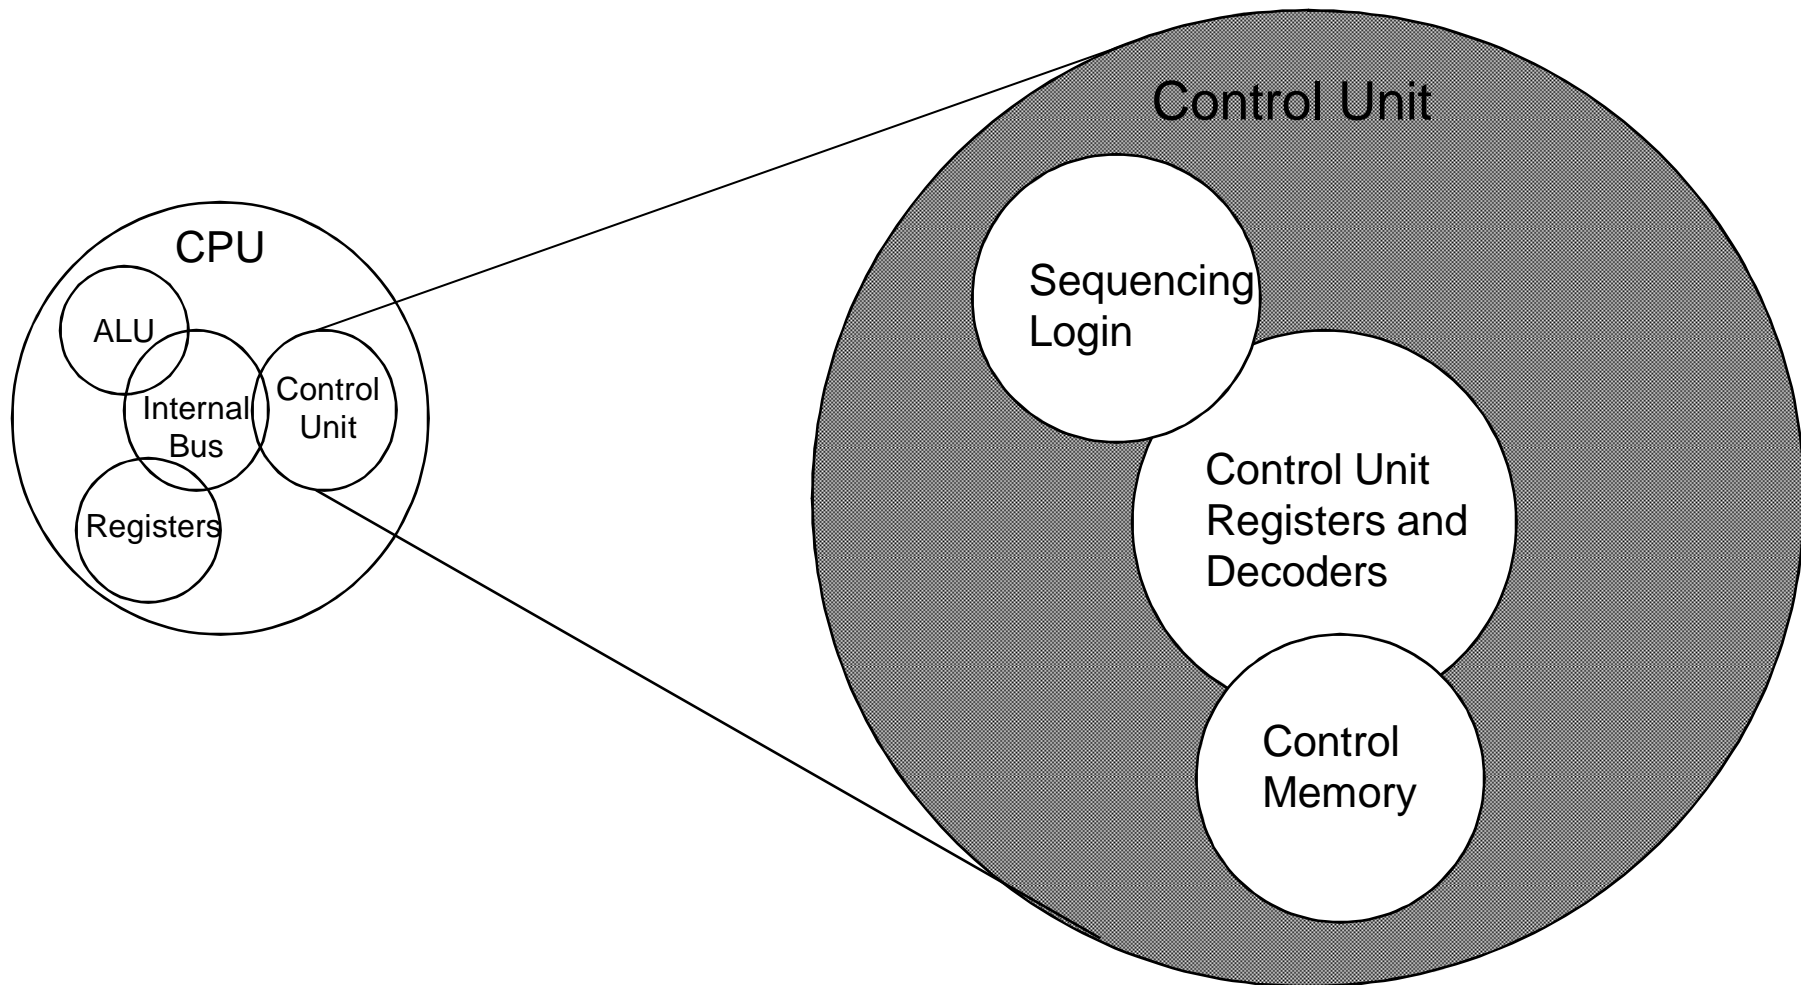 CPU
ALU
Internal
Bus
Control
Unit
Registers
Control Unit
Sequencing
Login
Control Unit
Registers and
Decoders
Control
Memory